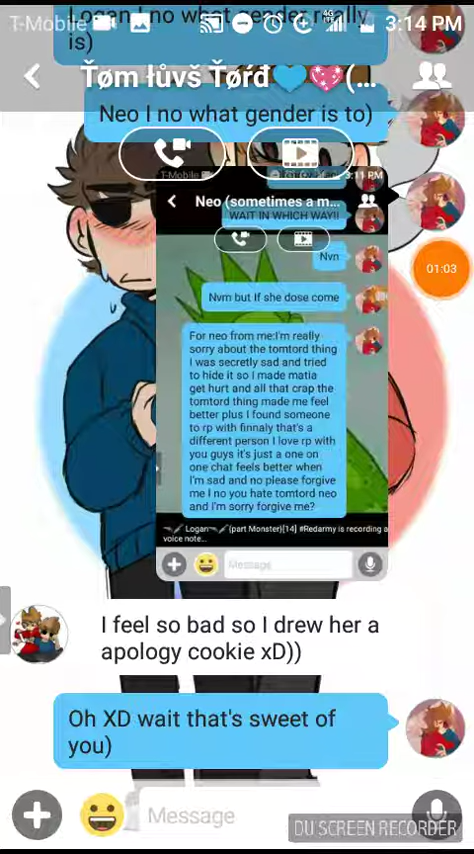 T-Mobile
3:14 PM
Logan I no what gender really
is)
Ťøm łùvš Ťøŕđ💙💖(...
Neo I no what gender is to)
T-Mobile
3:11 PM
Neo (sometimes a m...
WAIT IN WHICH WAY!!
01:03
Nvn
Nvm but If she dose come
For neo from me:I'm really
sorry about the tomtord thing
I was secretly sad and tried
to hide it so I made matia
get hurt and all that crap the
tomtord thing made me feel
better plus I found someone
to rp with finnaly that's a
different person I love rp with
you guys it's just a one on
one chat feels better when
I'm sad and no please forgive
me I no you hate tomtord neo
and I'm sorry forgive me?
Logan (part Monster)[14] #Redarmy is recording a
voice note...
Message
I feel so bad so I drew her a
apology cookie xD))
Oh XD wait that's sweet of
you)
Message
DU SCREEN RECORDER